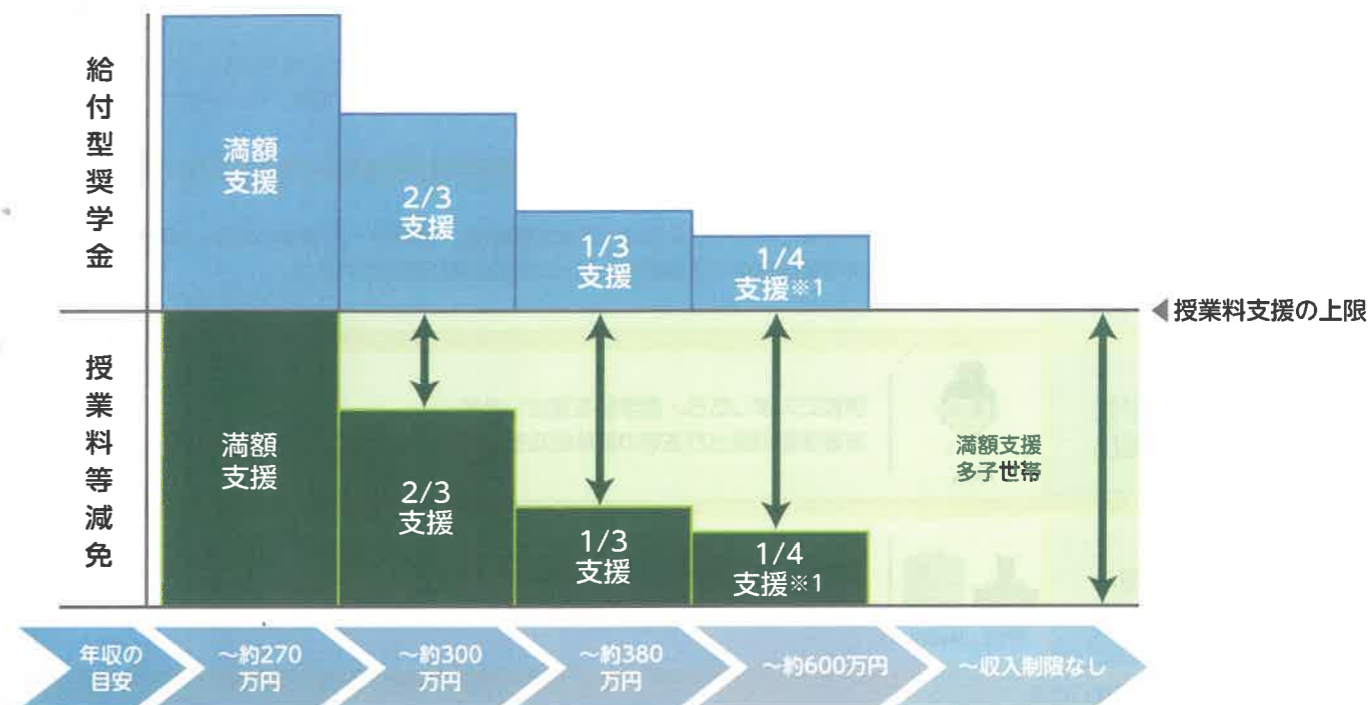 給付型奨学金
満額
支援
2/3
支援
1/3
支援
1/4
支援※1
◀授業料支援の上限
授業料等減免
満額
支援
2/3
支援
1/3
支援
1/4
支援※1
満額支援
多子世帯
年収の
目安
～約270
万円
～約300
万円
～約380
万円
～約600万円
～収入制限なし